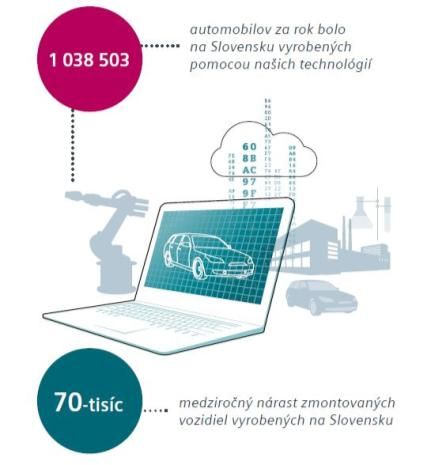 1 038 503
automobilov za rok bolo
na Slovensku vyrobených
pomocou našich technológií
60
8B
AC
97
9F
F7
70-tisíc
medziročný nárast zmontovaných
vozidiel vyrobených na Slovensku